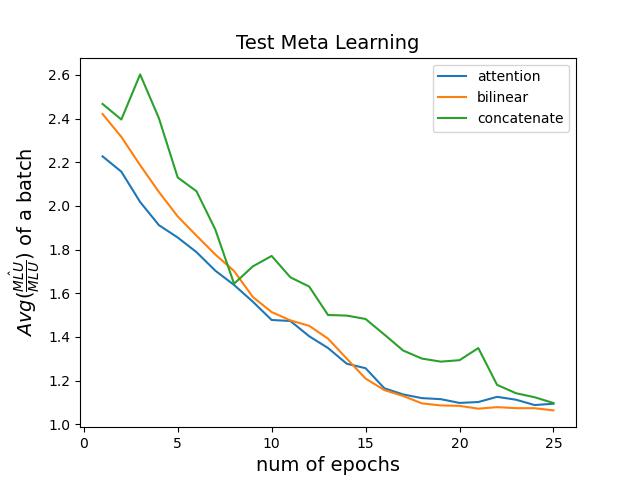 Test Meta Learning
attention
bilinear
concatenate
2.6
2.4
2.2
2.0
1.8
1.6
1.4
1.2
1.0
Avg(MLÛ/MLU) of a batch
0 5 10 15 20 25
num of epochs